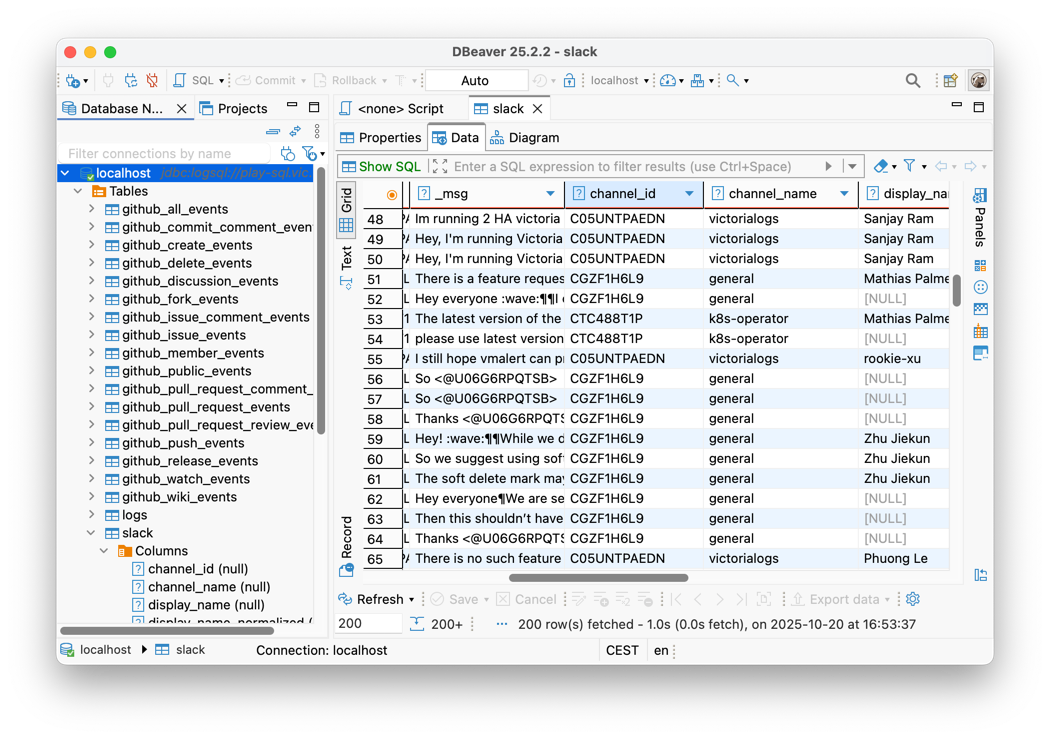 DBeaver 25.2.2 - slack
SQL Commit Rollback T Auto localhost
Database N... Projects <none> Script slack
Properties Data Diagram
Filter connections by name
Show SQL Enter a SQL expression to filter results (use Ctrl+Space)
localhost jdbc:logsql://play-sql.vic
Tables
github_all_events
github_commit_comment_even
github_create_events
github_delete_events
github_discussion_events
github_fork_events
github_issue_comment_events
github_issue_events
github_member_events
github_public_events
github_pull_request_comment_
github_pull_request_events
github_pull_request_review_eve
github_push_events
github_release_events
github_watch_events
github_wiki_events
logs
slack
Columns
channel_id (null)
channel_name (null)
display_name (null)
display_name_normalized (
Grid
Text
Record
Panels
_msg channel_id channel_name display_na
48 Im running 2 HA victoria C05UNTPAEDN victorialogs Sanjay Ram
49 Hey, I'm running Victoria C05UNTPAEDN victorialogs Sanjay Ram
50 Hey, I'm running Victoria C05UNTPAEDN victorialogs Sanjay Ram
51 L There is a feature reques CGZF1H6L9 general Mathias Palme
52 L Hey everyone :wave:¶¶I CGZF1H6L9 general [NULL]
53 1 The latest version of the CTC488T1P k8s-operator Mathias Palme
54 1 please use latest version CTC488T1P k8s-operator [NULL]
55 I still hope vmalert can pr C05UNTPAEDN victorialogs rookie-xu
56 L So <@U06G6RPQTSB> CGZF1H6L9 general [NULL]
57 L So <@U06G6RPQTSB> CGZF1H6L9 general [NULL]
58 L Thanks <@U06G6RPQTS CGZF1H6L9 general [NULL]
59 L Hey! :wave:¶¶While we d CGZF1H6L9 general Zhu Jiekun
60 L So we suggest using sof CGZF1H6L9 general Zhu Jiekun
61 L The soft delete mark may CGZF1H6L9 general Zhu Jiekun
62 L Hey everyone¶We are se CGZF1H6L9 general [NULL]
63 L Then this shouldn't have CGZF1H6L9 general [NULL]
64 L Thanks <@U06G6RPQTS CGZF1H6L9 general [NULL]
65 There is no such feature C05UNTPAEDN victorialogs Phuong Le
Refresh Save Cancel Export data
200 200+ ... 200 row(s) fetched - 1.0s (0.0s fetch), on 2025-10-20 at 16:53:37
localhost slack Connection: localhost CEST en